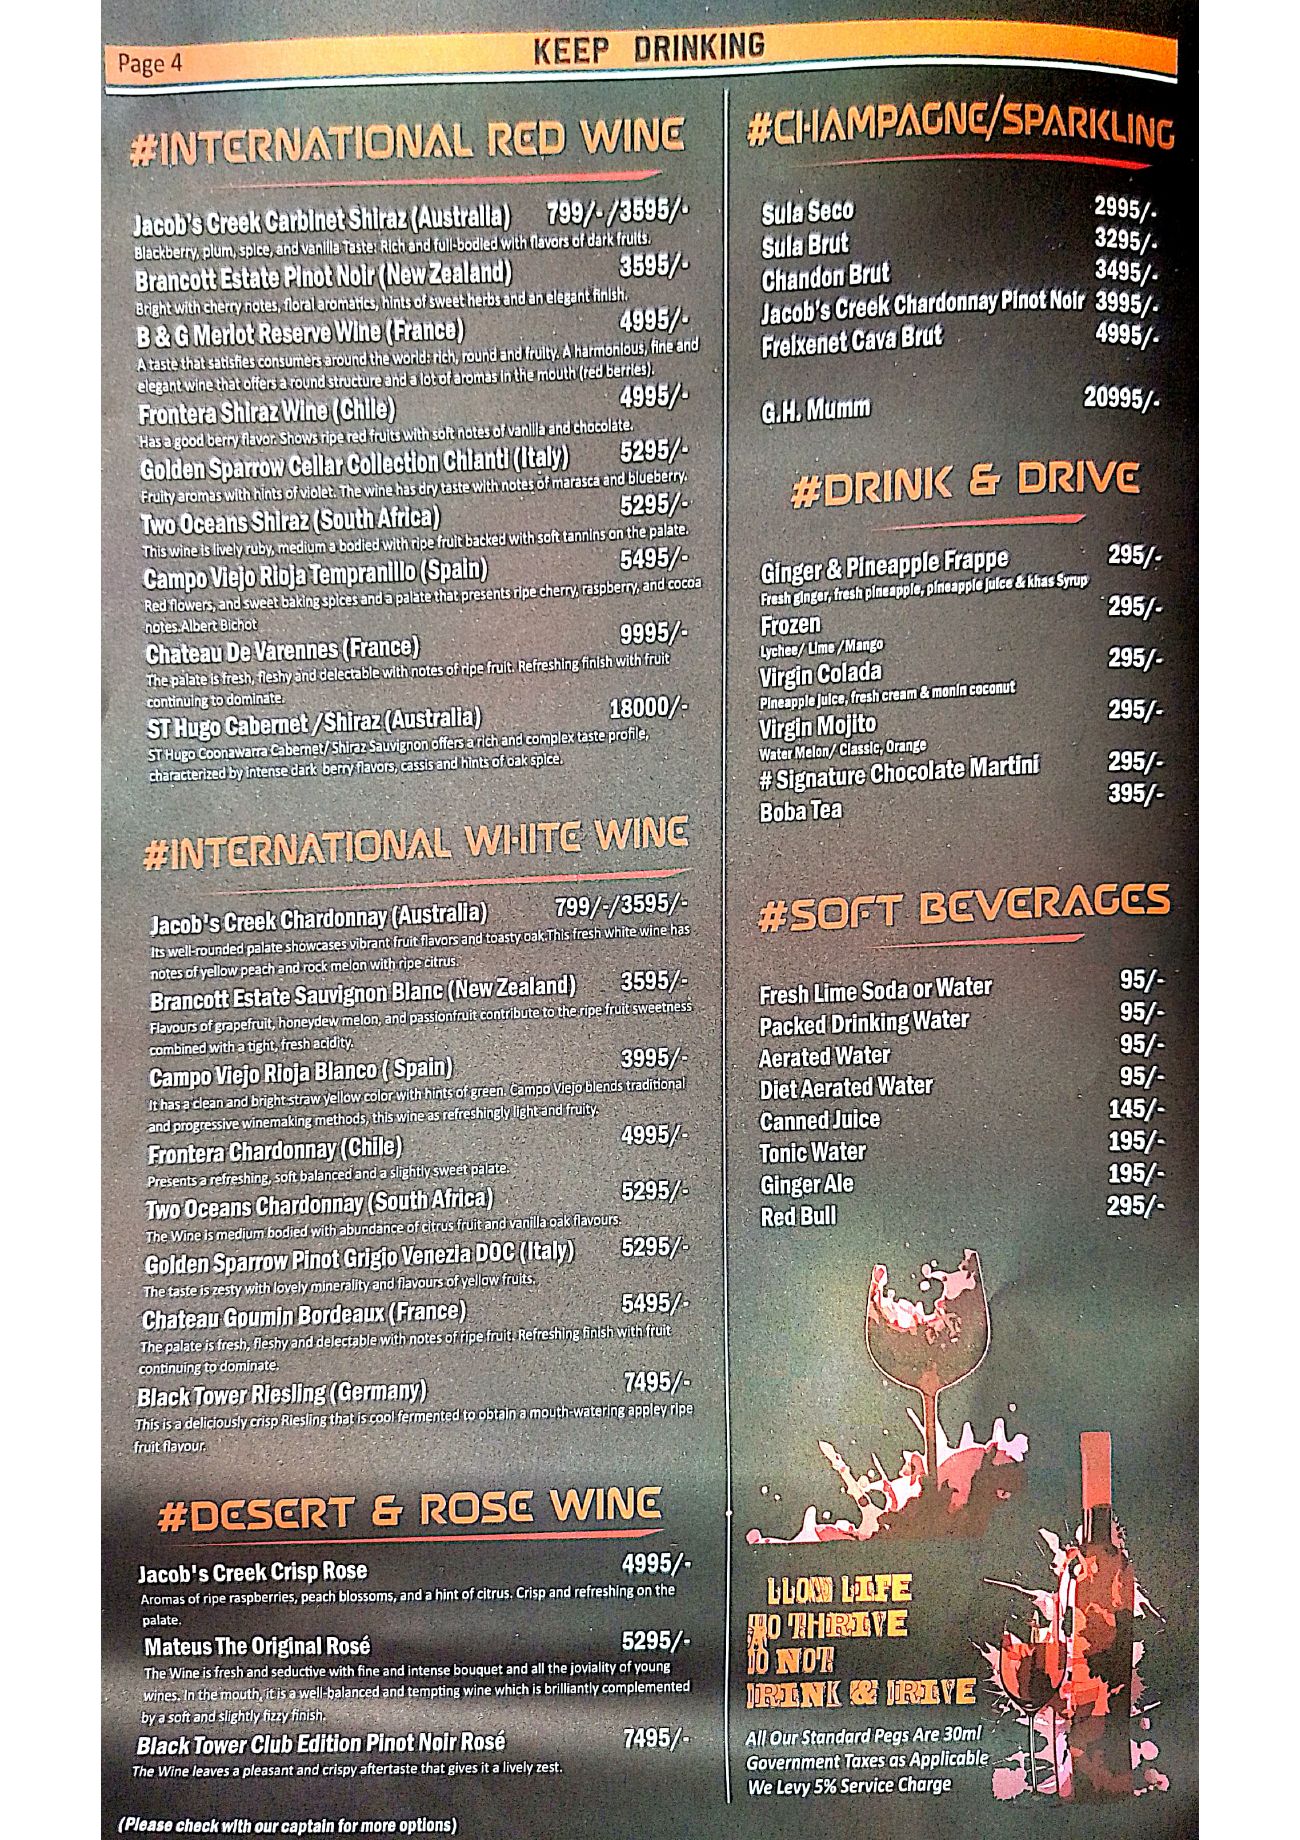 Page 4
KEEP DRINKING
#INTERNATIONAL RED WINE
Jacob's Creek Carbinet Shiraz (Australia) 799/- /3595/-
Blackberry, plum, spice, and vanilla Taste: Rich and full-bodied with flavors of dark fruits.
Brancott Estate Pinot Noir (New Zealand) 3595/-
Bright with cherry notes, floral aromatics, hints of sweet herbs and an elegant finish.
B & G Merlot Reserve Wine (France) 4995/-
A taste that satisfies consumers around the world: rich, round and fruity. A harmonious, fine and
elegant wine that offers a round structure and a lot of aromas in the mouth (red berries).
Frontera Shiraz Wine (Chile) 4995/-
Has a good berry flavor. Shows ripe red fruits with soft notes of vanilla and chocolate.
Golden Sparrow Cellar Collection Chianti (Italy) 5295/-
Fruity aromas with hints of violet. The wine has dry taste with notes of marasca and blueberry.
Two Oceans Shiraz (South Africa) 5295/-
This wine is lively ruby, medium a bodied with ripe fruit backed with soft tannins on the palate.
Campo Viejo Rioja Tempranillo (Spain) 5495/-
Red flowers, and sweet baking spices and a palate that presents ripe cherry, raspberry, and cocoa
notes.Albert Bichot
Chateau De Varennes (France) 9995/-
The palate is fresh, fleshy and delectable with notes of ripe fruit. Refreshing finish with fruit
continuing to dominate.
ST Hugo Cabernet /Shiraz (Australia) 18000/-
ST Hugo Coonawarra Cabernet/ Shiraz Sauvignon offers a rich and complex taste profile,
characterized by intense dark berry flavors, cassis and hints of oak spice.
#INTERNATIONAL WHITE WINE
Jacob's Creek Chardonnay (Australia) 799/-/3595/-
Its well-rounded palate showcases vibrant fruit flavors and toasty oak.This fresh white wine has
notes of yellow peach and rock melon with ripe citrus.
Brancott Estate Sauvignon Blanc (New Zealand) 3595/-
Flavours of grapefruit, honeydew melon, and passionfruit contribute to the ripe fruit sweetness
combined with a tight, fresh acidity.
Campo Viejo Rioja Blanco ( Spain) 3995/-
It has a clean and bright straw yellow color with hints of green. Campo Viejo blends traditional
and progressive winemaking methods, this wine as refreshingly light and fruity.
Frontera Chardonnay (Chile) 4995/-
Presents a refreshing, soft balanced and a slightly sweet palate.
Two Oceans Chardonnay (South Africa) 5295/-
The Wine is medium bodied with abundance of citrus fruit and vanilla oak flavours.
Golden Sparrow Pinot Grigio Venezia DOC (Italy) 5295/-
The taste is zesty with lovely minerality and flavours of yellow fruits.
Chateau Goumin Bordeaux (France) 5495/-
The palate is fresh, fleshy and delectable with notes of ripe fruit. Refreshing finish with fruit
continuing to dominate.
Black Tower Riesling (Germany) 7495/-
This is a deliciously crisp Riesling that is cool fermented to obtain a mouth-watering appley ripe
fruit flavour.
#DESERT & ROSE WINE
Jacob's Creek Crisp Rose 4995/-
Aromas of ripe raspberries, peach blossoms, and a hint of citrus. Crisp and refreshing on the
palate.
Mateus The Original Rosé 5295/-
The Wine is fresh and seductive with fine and intense bouquet and all the joviality of young
wines. In the mouth, it is a well-balanced and tempting wine which is brilliantly complemented
by a soft and slightly fizzy finish.
Black Tower Club Edition Pinot Noir Rosé 7495/-
The Wine leaves a pleasant and crispy aftertaste that gives it a lively zest.
(Please check with our captain for more options)
#CHAMPAGNE/SPARKLING
Sula Seco 2995/-
Sula Brut 3295/-
Chandon Brut 3495/-
Jacob's Creek Chardonnay Pinot Noir 3995/-
Freixenet Cava Brut 4995/-
G.H. Mumm 20995/-
#DRINK & DRIVE
Ginger & Pineapple Frappe 295/-
Fresh ginger, fresh pineapple, pineapple juice & khas Syrup
Frozen 295/-
Lychee/ Lime /Mango
Virgin Colada 295/-
Pineapple juice, fresh cream & monin coconut
Virgin Mojito 295/-
Water Melon/ Classic, Orange
# Signature Chocolate Martini 295/-
Boba Tea 395/-
#SOFT BEVERAGES
Fresh Lime Soda or Water 95/-
Packed Drinking Water 95/-
Aerated Water 95/-
Diet Aerated Water 95/-
Canned Juice 145/-
Tonic Water 195/-
Ginger Ale 195/-
Red Bull 295/-
LIFE
THRIVE
NOT
& DRIVE
All Our Standard Pegs Are 30ml
Government Taxes as Applicable
We Levy 5% Service Charge